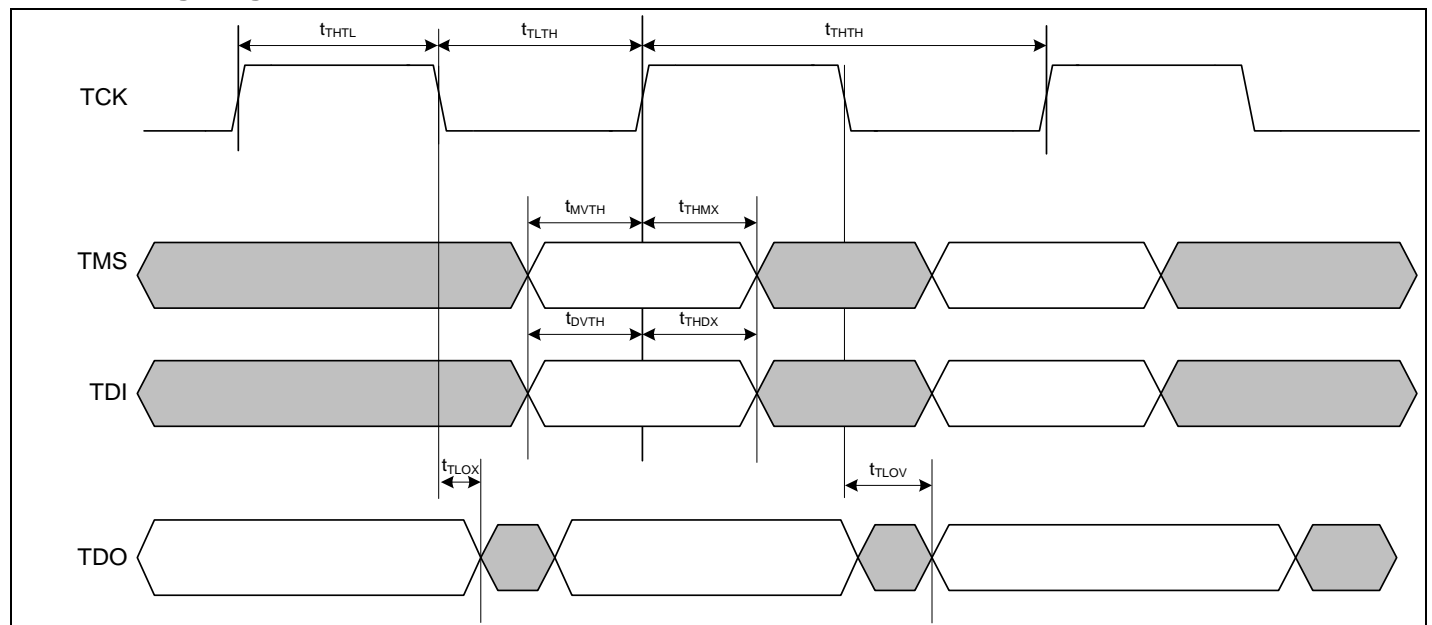 tTHTL tTLTH tTHTH
TCK
tMVTH tTHMX
TMS
tDVTH tTHDX
TDI
tTLOX tTLOV
TDO